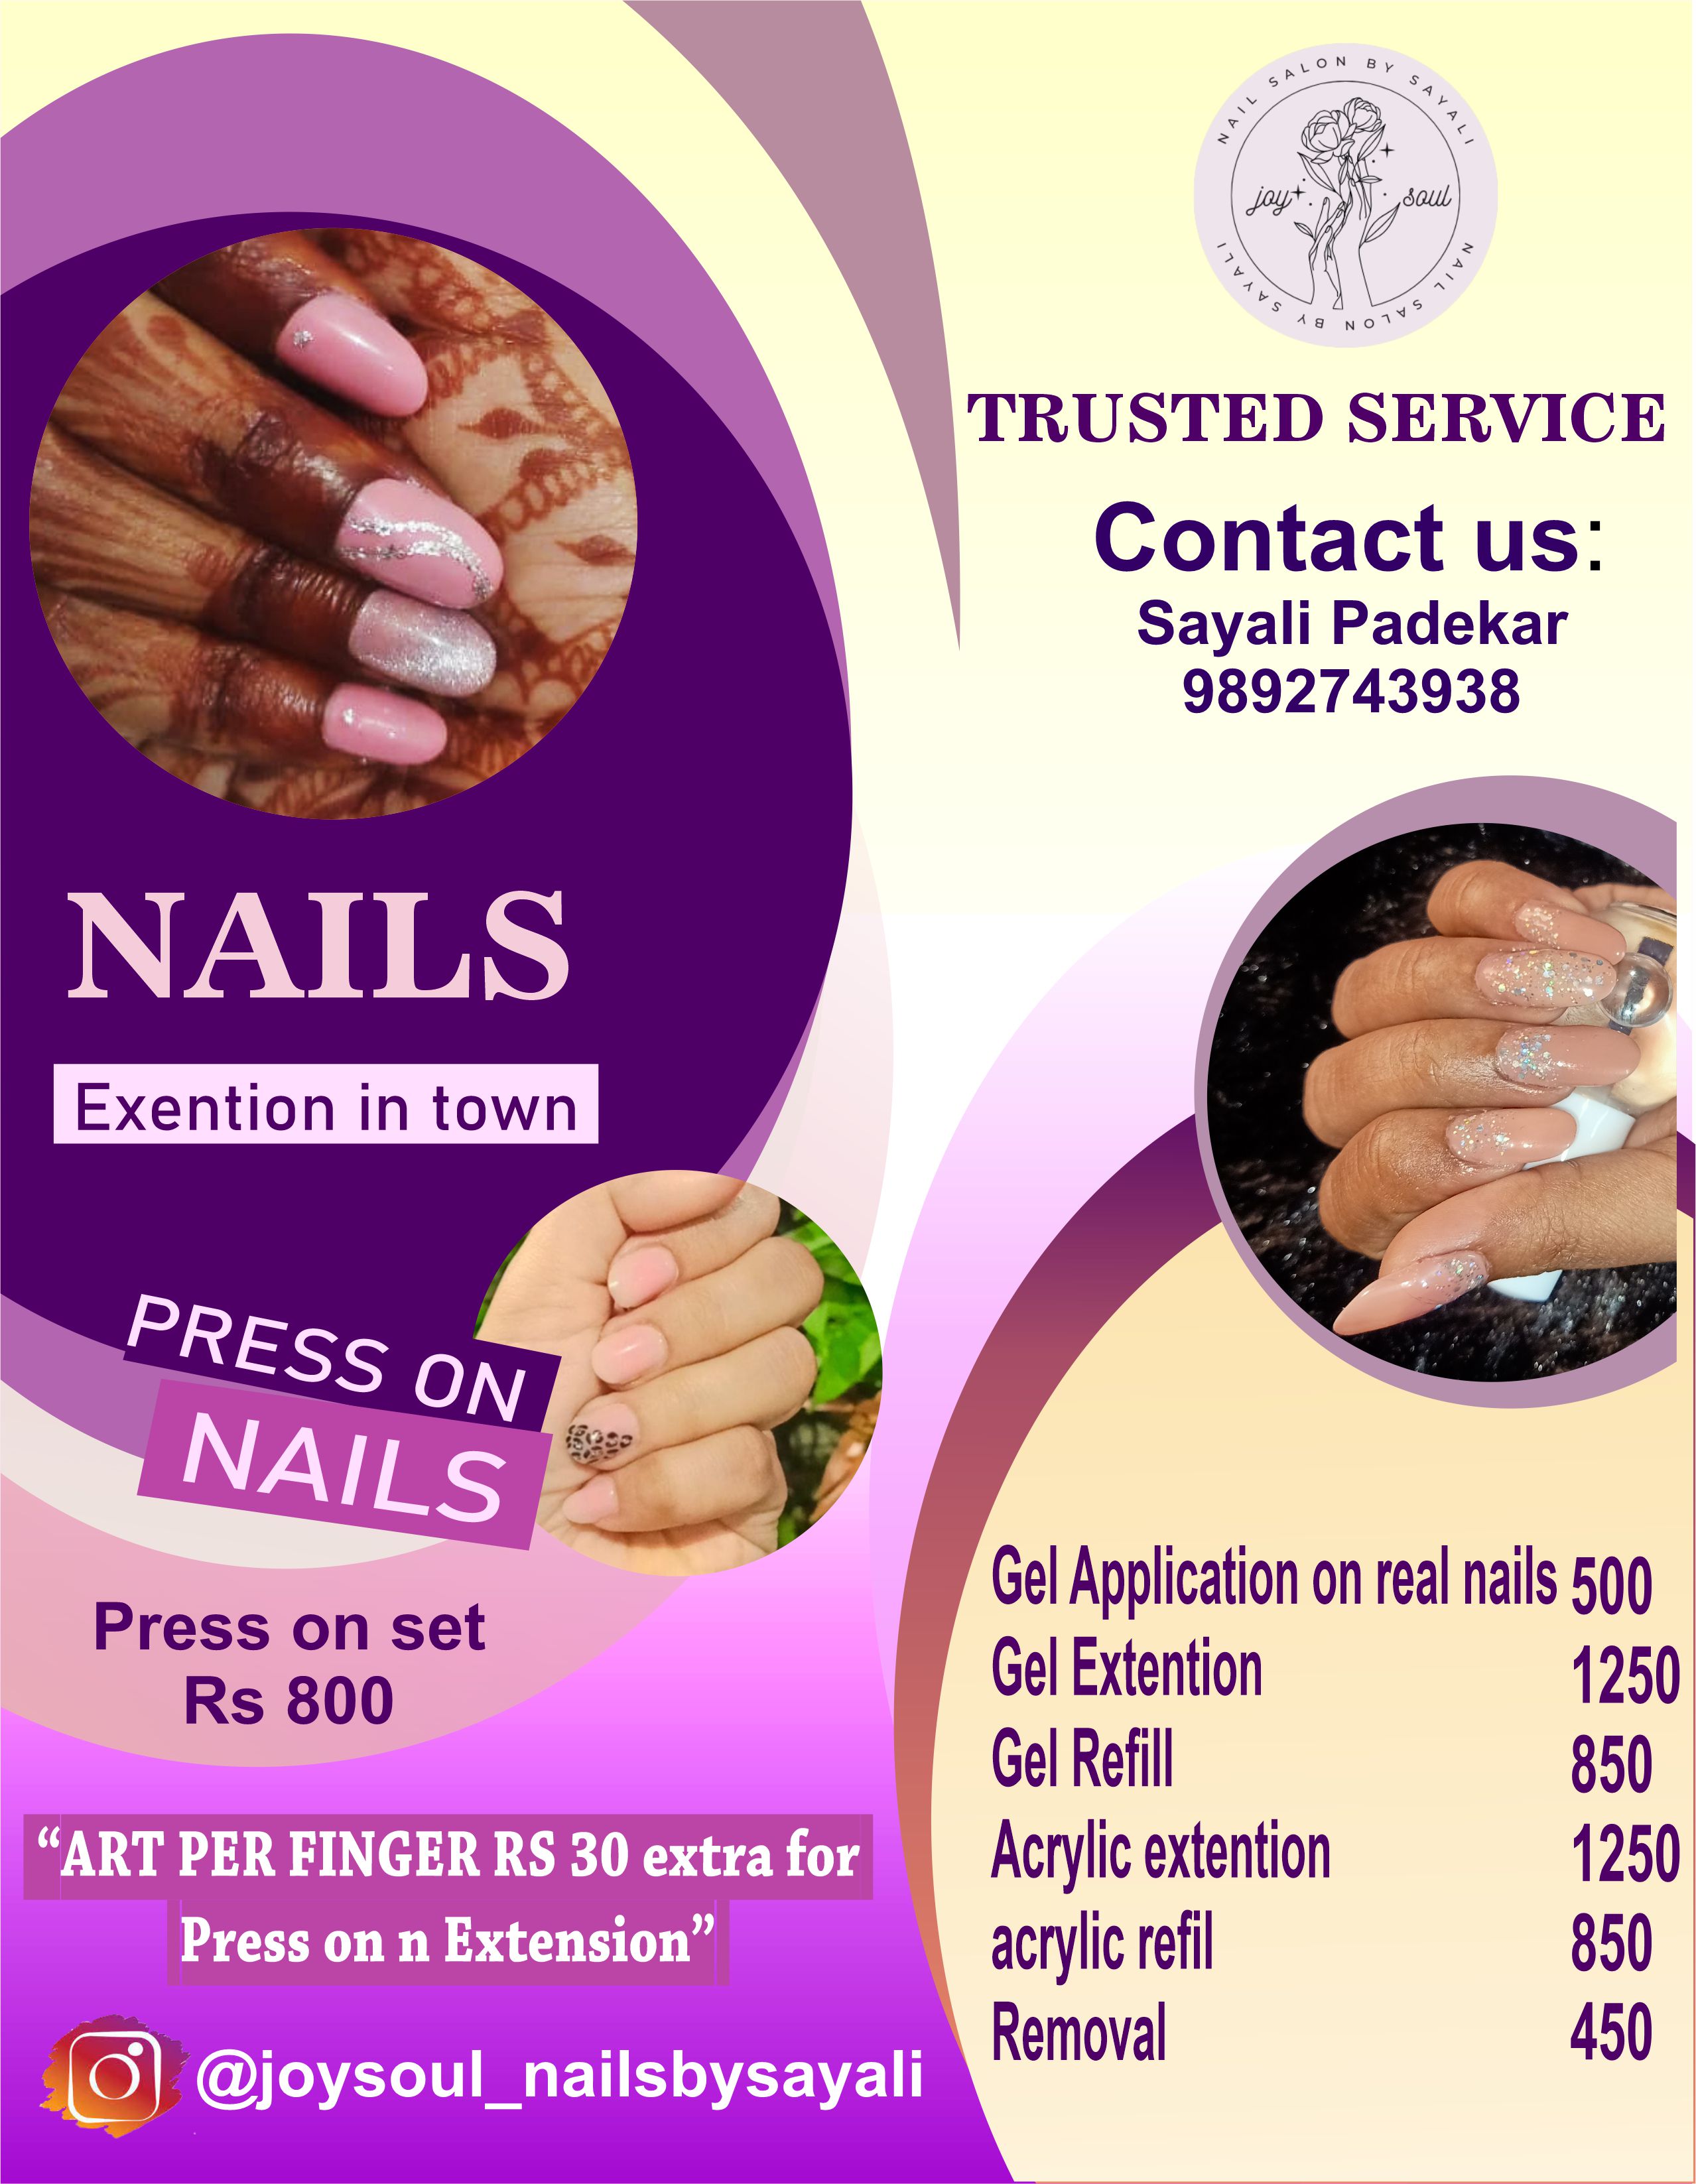 NAIL SALON BY SAYALI
joy soul
NAIL SALON BY SAYALI
TRUSTED SERVICE
Contact us:
Sayali Padekar
9892743938
NAILS
Exention in town
PRESS ON
NAILS
Press on set
Rs 800
“ART PER FINGER RS 30 extra for
Press on n Extension”
@joysoul_nailsbysayali
Gel Application on real nails 500
Gel Extention 1250
Gel Refill 850
Acrylic extention 1250
acrylic refil 850
Removal 450